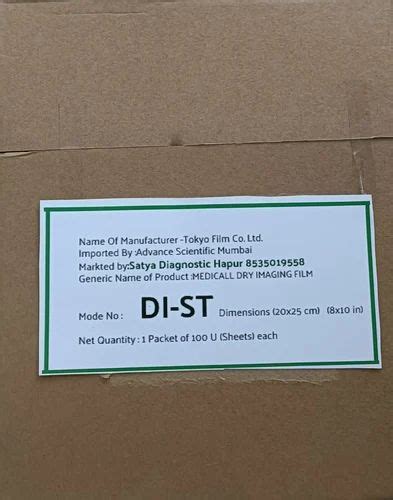 Name Of Manufacturer -Tokyo Film Co. Ltd.
Imported By :Advance Scientific Mumbai
Markted by:Satya Diagnostic Hapur 8535019558
Generic Name of Product :MEDICALL DRY IMAGING FILM
Mode No : DI-ST Dimensions (20x25 cm) (8x10 in)
Net Quantity : 1 Packet of 100 U (Sheets) each